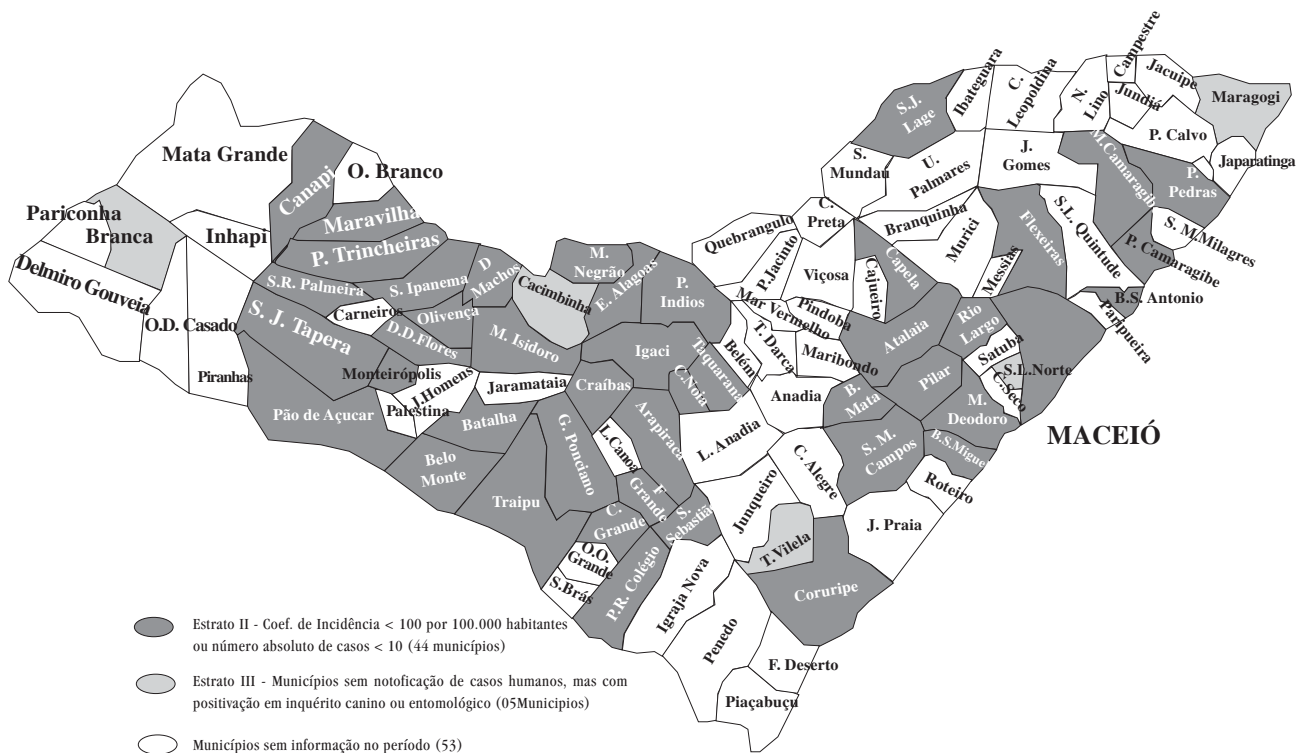 Campestre
Ibateguara
C.
Leopoldina
N.
Lino
Jundiá
Jacuipe
Maragogi
S.J.
Lage
P. Calvo
Mata Grande
O. Branco
Canapi
S.
Mundaú
U.
Palmares
J.
Gomes
M.Camaragib
P.
Pedras
Japaratinga
Pariconha
Branca
Inhapi
Maravilha
P. Trincheiras
Quebrangulo
C.
Preta
Branquinha
Murici
Flexeiras
S.L. Quintude
S. M.Milagres
P. Camaragibe
Delmiro Gouveia
O.D. Casado
S.R. Palmeira
S. Ipanema
D
Machos
Cacimbinha
M.
Negrão
E. Alagoas
P.
Indios
P.Jacinto
Viçosa
Cajueiro
Capela
Messias
B.S. Antonio
Paripueira
S. J. Tapera
Carneiros
Olivença
D.D.Flores
M. Isidoro
Mar Vermelho
Pindoba
Atalaia
Rio
Largo
Satuba
Piranhas
Monteirópolis
J.Homens
Jaramataia
Craíbas
Igaci
C.Noia
Taquarana
Belém
T. Darca
Maribondo
Pilar
S.L.Norte
C.Seco
Pão de Açucar
Palestina
Batalha
Arapiraca
Anadia
B.
Mata
M.
Deodoro
MACEIÓ
Belo
Monte
G. Ponciano
L.Canoa
L. Anadia
S. M.
Campos
B.S.Miguel
Traipu
F
Grande
C.
Grande
S.
Sebastiã
Junqueiro
C. Alegre
Roteiro
J. Praia
O.O.
Grande
S.Brás
P.R. Colégio
Igraja Nova
T.Vilela
Coruripe
Penedo
F. Deserto
Piaçabuçu
Estrato II - Coef. de Incidência < 100 por 100.000 habitantes
ou número absoluto de casos < 10 (44 municípios)
Estrato III - Municípios sem notoficação de casos humanos, mas com
positivação em inquérito canino ou entomológico (05Municipios)
Municípios sem informação no período (53)